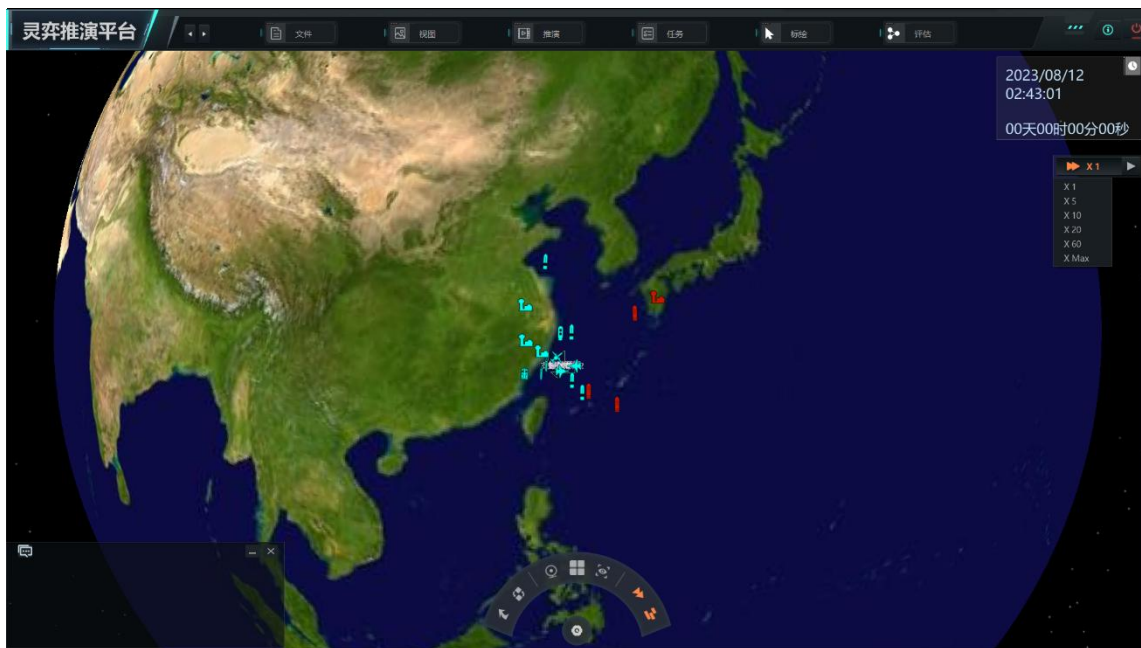 灵弈推演平台
文件
视图
推演
任务
标绘
评估
2023/08/12
02:43:01
00天00时00分00秒
X 1
X 1
X 5
X 10
X 20
X 60
X Max